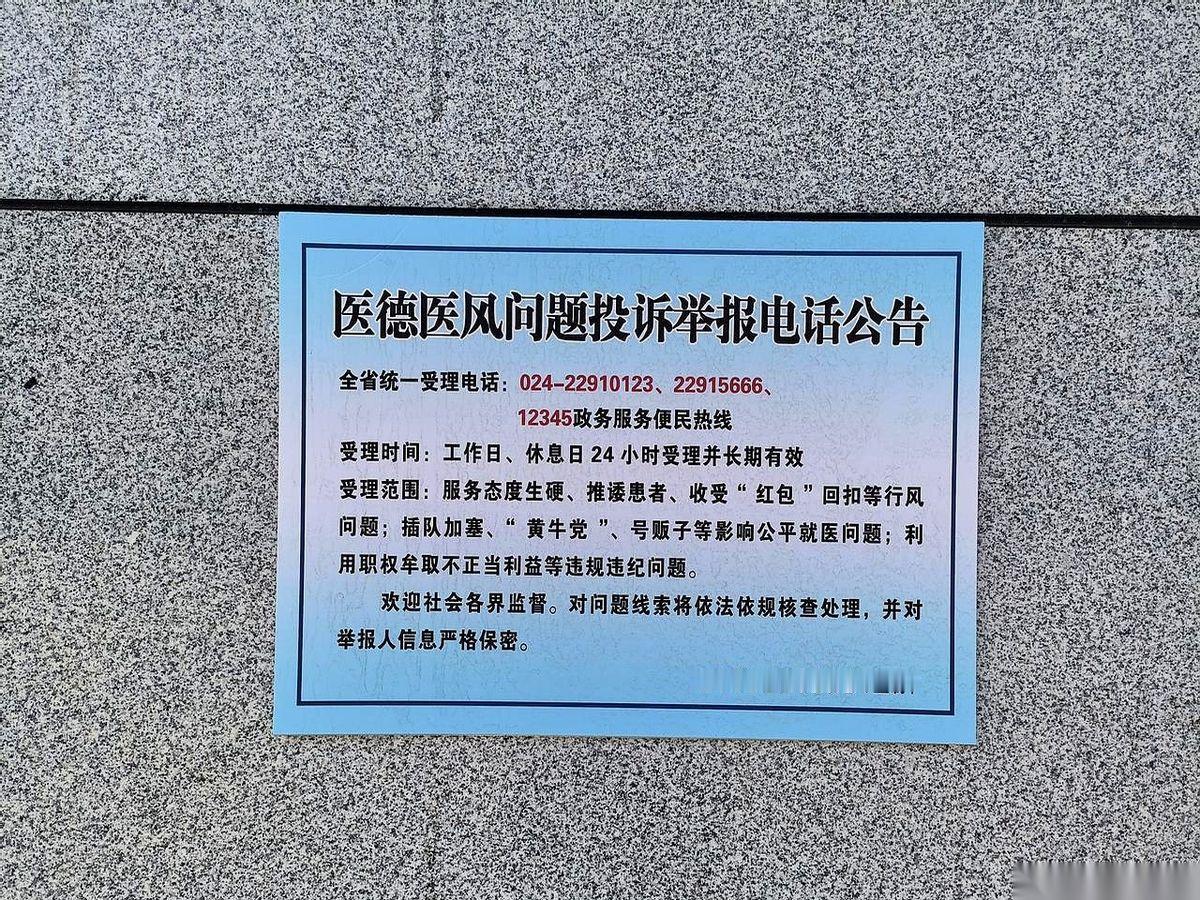 医德医风问题投诉举报电话公告
全省统一受理电话：024-22910123、22915666、
12345政务服务便民热线
受理时间：工作日、休息日24小时受理并长期有效
受理范围：服务态度生硬、推诿患者、收受“红包”回扣等行风
问题；插队加塞、“黄牛党”、号贩子等影响公平就医问题；利
用职权牟取不正当利益等违规违纪问题。
欢迎社会各界监督。对问题线索将依法依规核查处理，并对
举报人信息严格保密。